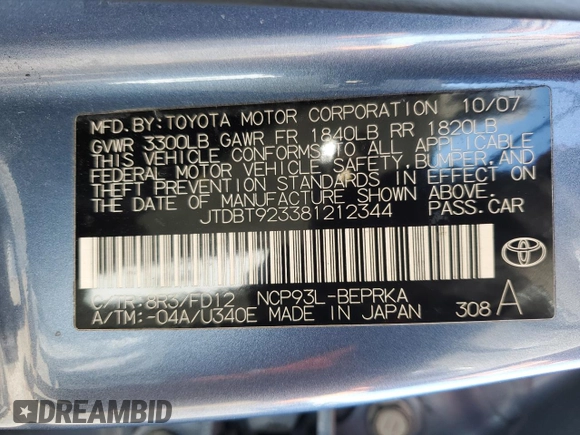 MFD. BY: TOYOTA MOTOR CORPORATION 10/07
GVWR 3300LB GAWR FR 1840LB RR 1820LB
THIS VEHICLE CONFORMS TO ALL APPLICABLE
FEDERAL MOTOR VEHICLE SAFETY, BUMPER, AND
THEFT PREVENTION STANDARDS IN EFFECT ON
THE DATE OF MANUFACTURE SHOWN ABOVE.
JTDBT923381212344 PASS. CAR
C/TR:-8R3/FD12 NCP93L-BEPRKA
A/TM:-04A/U340E MADE IN JAPAN 308 A
DREAMBID